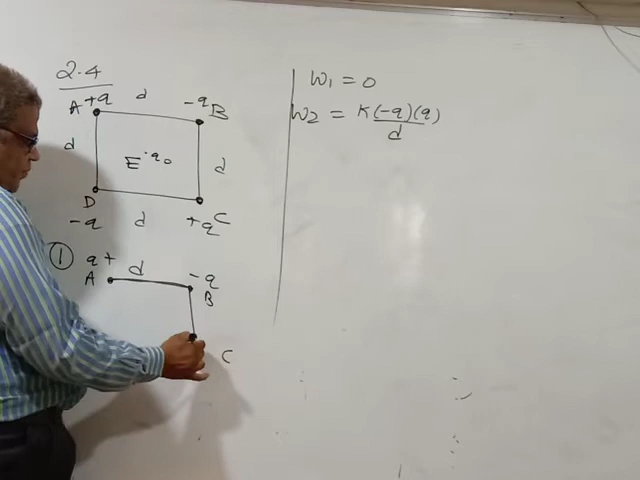 2.4
A +q d -q B
d E . q₀ d
D
-q d +q C
① q+ d -q
A B
C
W₁ = 0
W₂ = K(-q)(q)
d